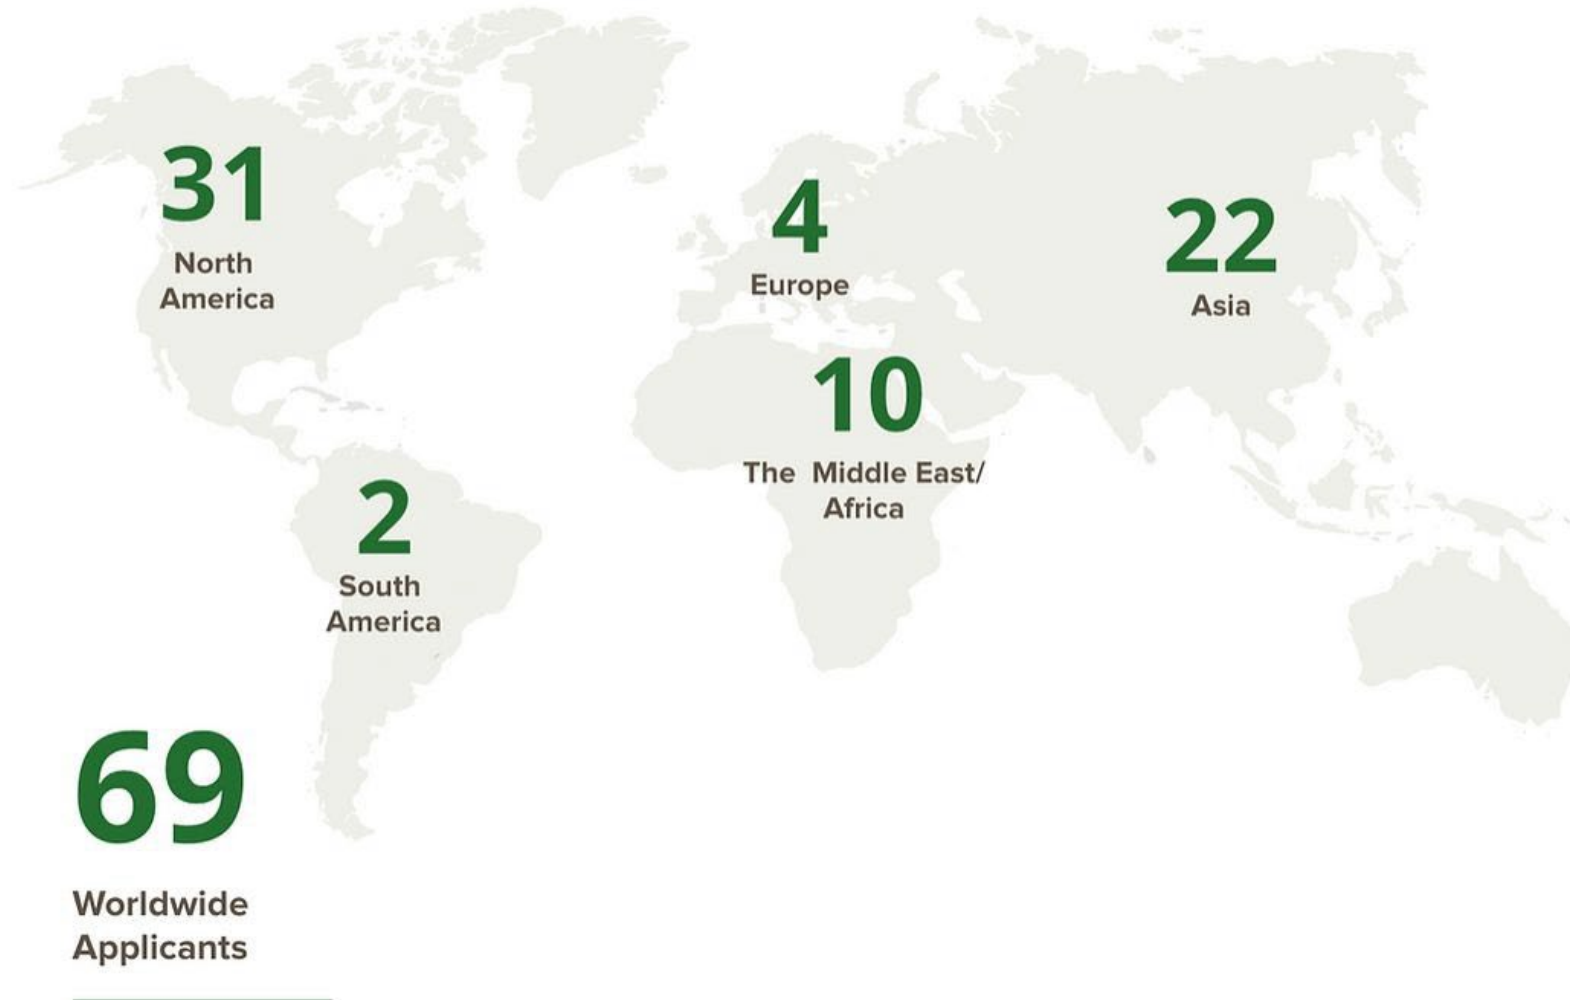 31
North
America
4
Europe
22
Asia
10
The  Middle East/
Africa
2
South
America
69
Worldwide
Applicants